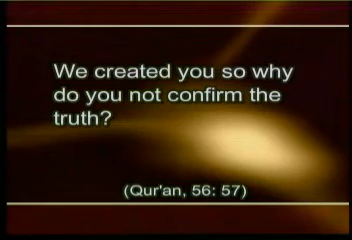 We created you so why
do you not confirm the
truth?
(Qur'an, 56: 57)